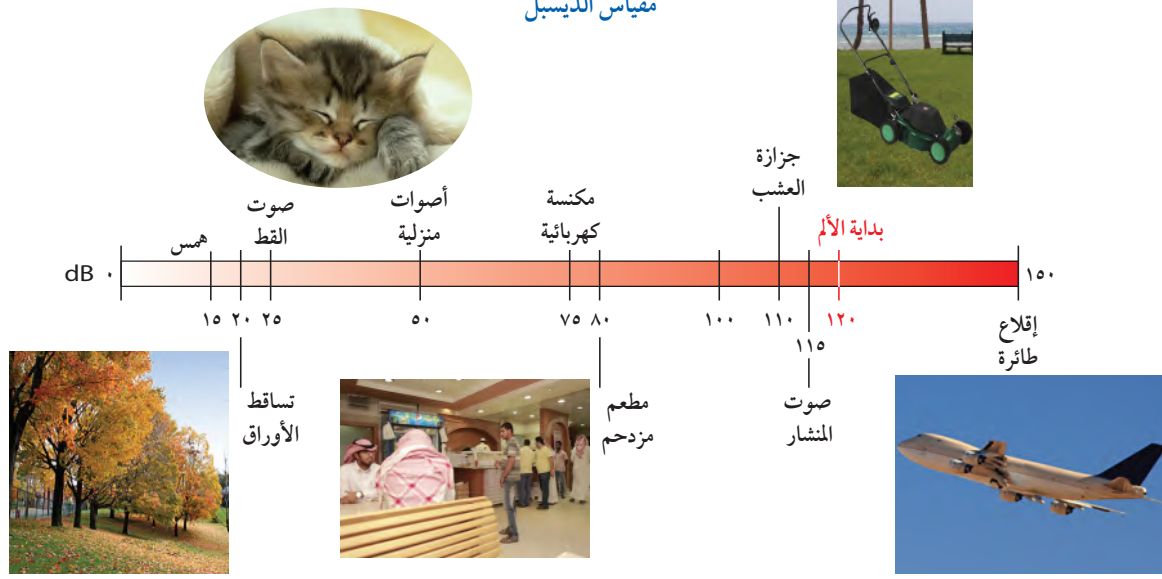 مقياس الديسبل
جزازة
العشب
مكنسة
كهربائية
أصوات
منزلية
صوت
القط
همس
بداية الألم
dB ٠
١٥٠
١٥ ٢٠ ٢٥ ٥٠ ٧٥ ٨٠ ١٠٠ ١١٠ ١٢٠
١١٥
إقلاع
طائرة
تساقط
الأوراق
مطعم
مزدحم
صوت
المنشار